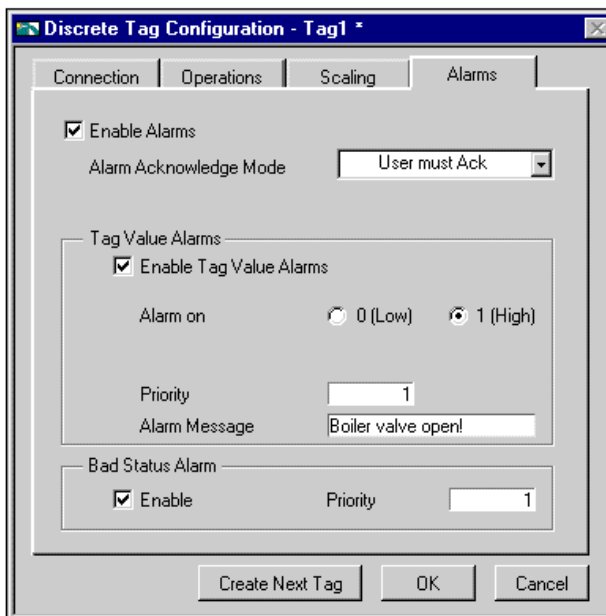 Discrete Tag Configuration - Tag1 *
Connection Operations Scaling Alarms
Enable Alarms
Alarm Acknowledge Mode User must Ack
Tag Value Alarms
Enable Tag Value Alarms
Alarm on 0 (Low) 1 (High)
Priority 1
Alarm Message Boiler valve open!
Bad Status Alarm
Enable Priority 1
Create Next Tag OK Cancel